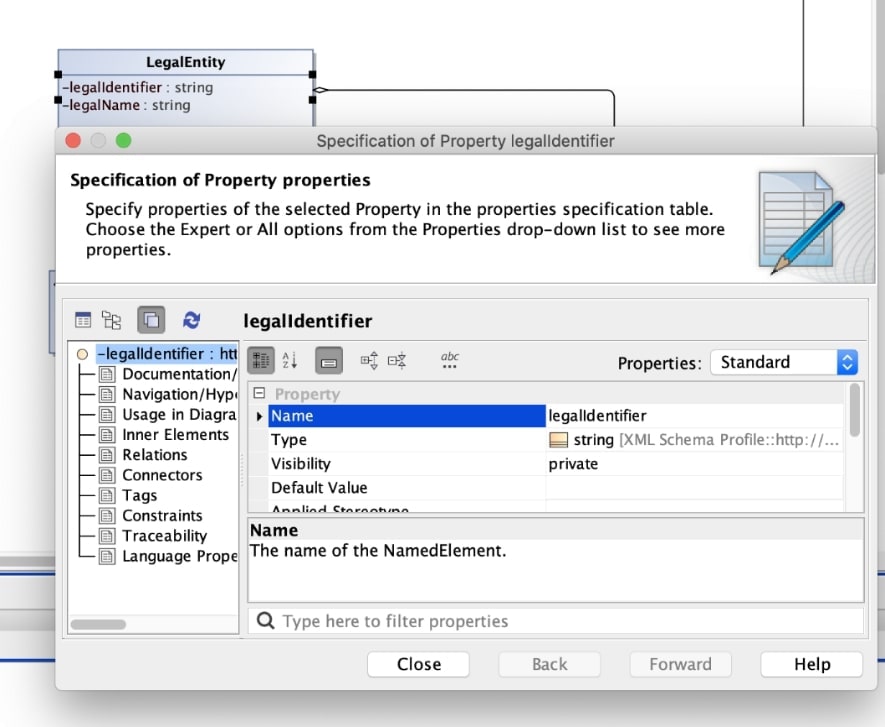 LegalEntity
-legalIdentifier : string
-legalName : string
Specification of Property legalIdentifier
Specification of Property properties
Specify properties of the selected Property in the properties specification table.
Choose the Expert or All options from the Properties drop-down list to see more
properties.
legalIdentifier
-legalIdentifier : htt
Documentation/
Navigation/Hype
Usage in Diagra
Inner Elements
Relations
Connectors
Tags
Constraints
Traceability
Language Prope
A
Z
abc
Properties: Standard
Property
Name legalIdentifier
Type string [XML Schema Profile::http://...
Visibility private
Default Value
Applied Stereotype
Name
The name of the NamedElement.
Type here to filter properties
Close Back Forward Help